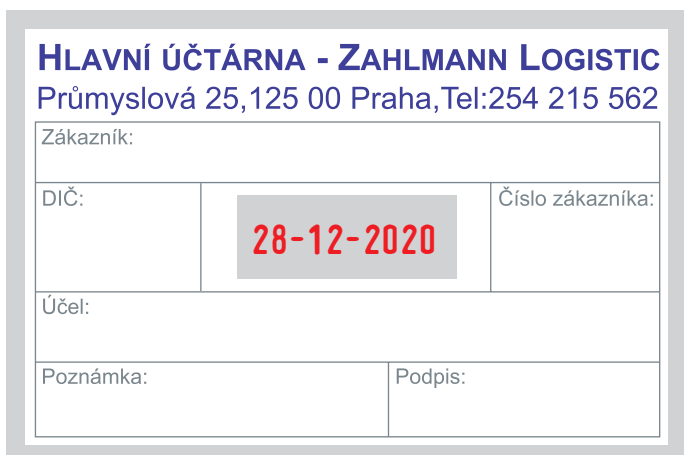 HLAVNÍ ÚČTÁRNA - ZAHLMANN LOGISTIC
Průmyslová 25,125 00 Praha,Tel:254 215 562
Zákazník:
DIČ:
28-12-2020
Číslo zákazníka:
Účel:
Poznámka:
Podpis: